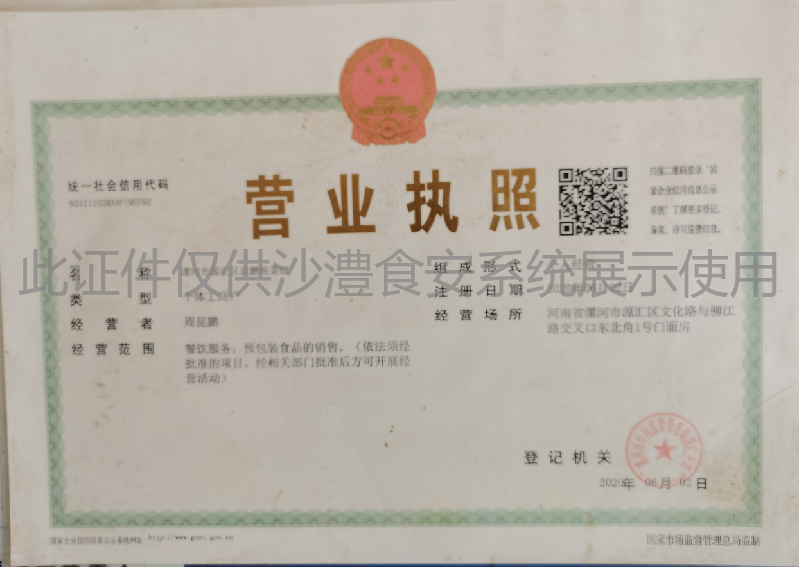 营业执照
统一社会信用代码
扫描二维码登录‘国
家企业信用信息公示
系统’了解更多登记、
备案、许可监管信息。
此证件仅供沙澧食安系统展示使用
名称
类型 个体工商户
经营者 周昆鹏
经营范围 餐饮服务；预包装食品的销售。（依法须经
批准的项目，经相关部门批准后方可开展经
营活动）
组成形式
注册日期
经营场所 河南省漯河市源汇区文化路与柳江
路交叉口东北角1号门面房
登记机关
2020年 06月 02日
国家企业信用信息公示系统网址：http://www.gsxt.gov.cn
国家市场监督管理总局监制